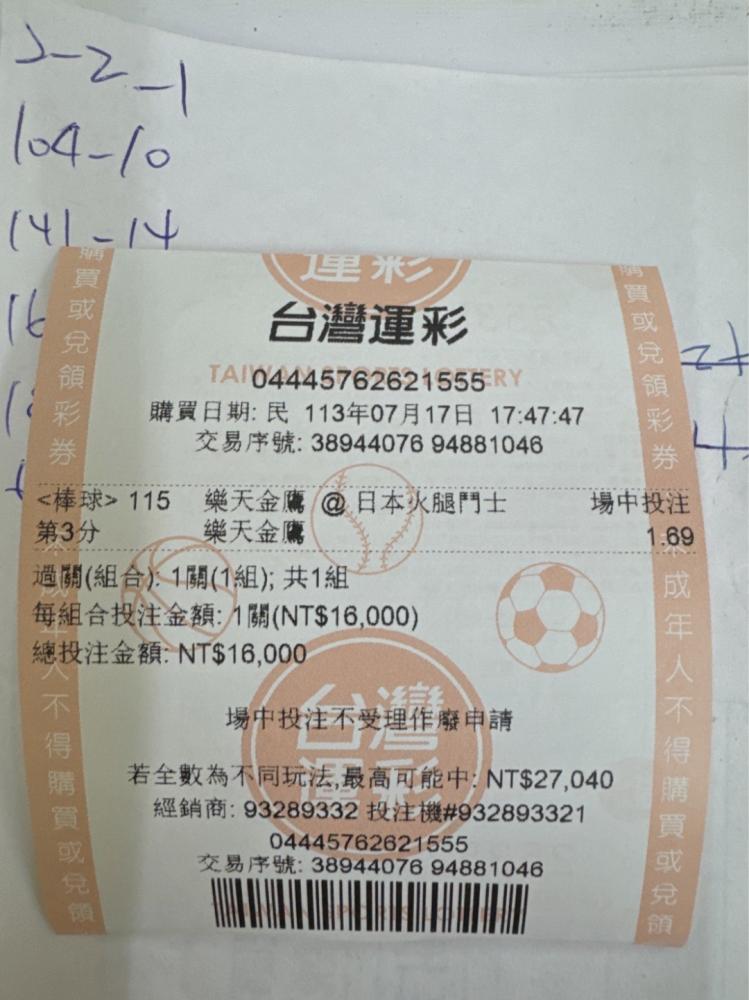 2-2-1
104-10
141-14
運彩
台灣運彩
TAIWAN SPORTS LOTTERY
04445762621555
購買日期: 民 113年07月17日 17:47:47
交易序號: 38944076 94881046
<棒球> 115 樂天金鷹 @ 日本火腿鬥士 場中投注
第3分 樂天金鷹 1.69
過關(組合): 1關(1組); 共1組
每組合投注金額: 1關(NT$16,000)
總投注金額: NT$16,000
台灣運彩
場中投注不受理作廢申請
若全數為不同玩法,最高可能中: NT$27,040
經銷商: 93289332 投注機#932893321
04445762621555
交易序號: 38944076 94881046
購買或兌領彩券
未成年人不得購買或兌領
購買或兌領彩券
未成年人不得購買或兌領